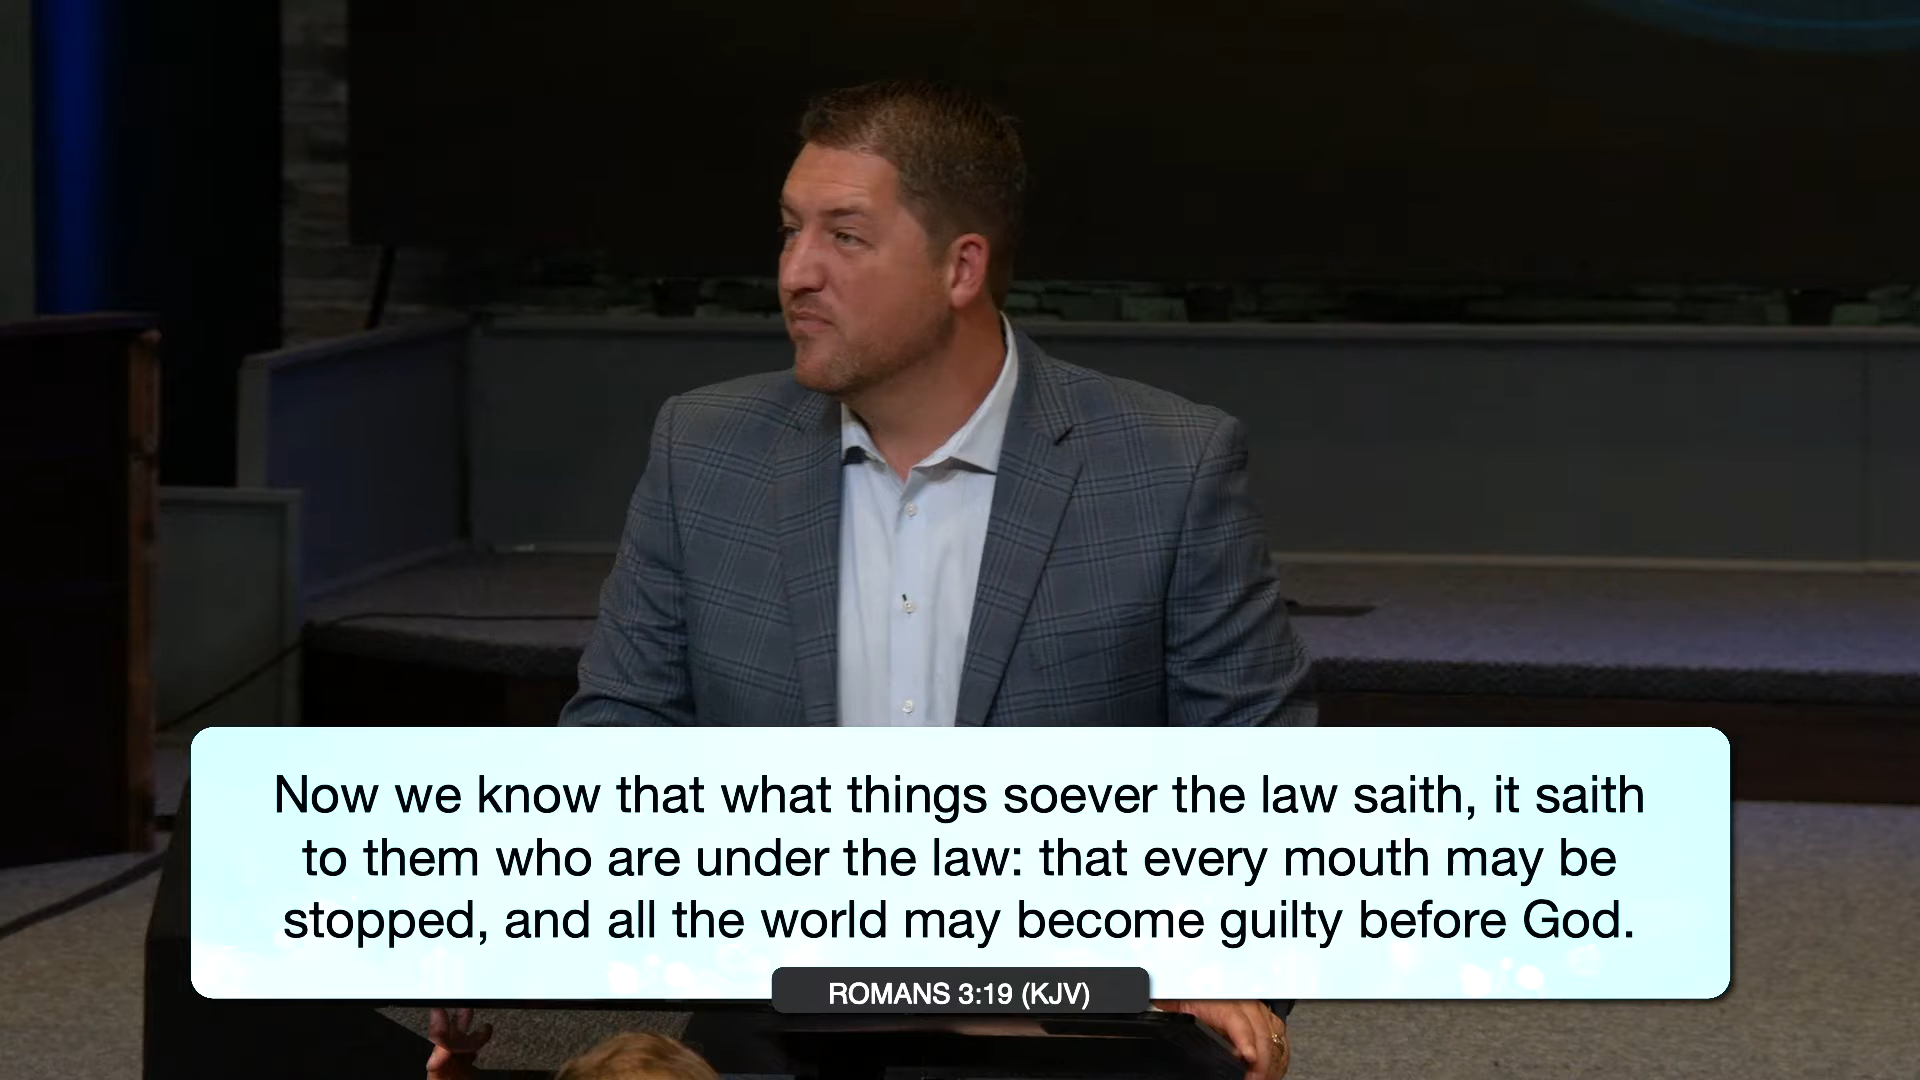 Now we know that what things soever the law saith, it saith
to them who are under the law: that every mouth may be
stopped, and all the world may become guilty before God.
ROMANS 3:19 (KJV)